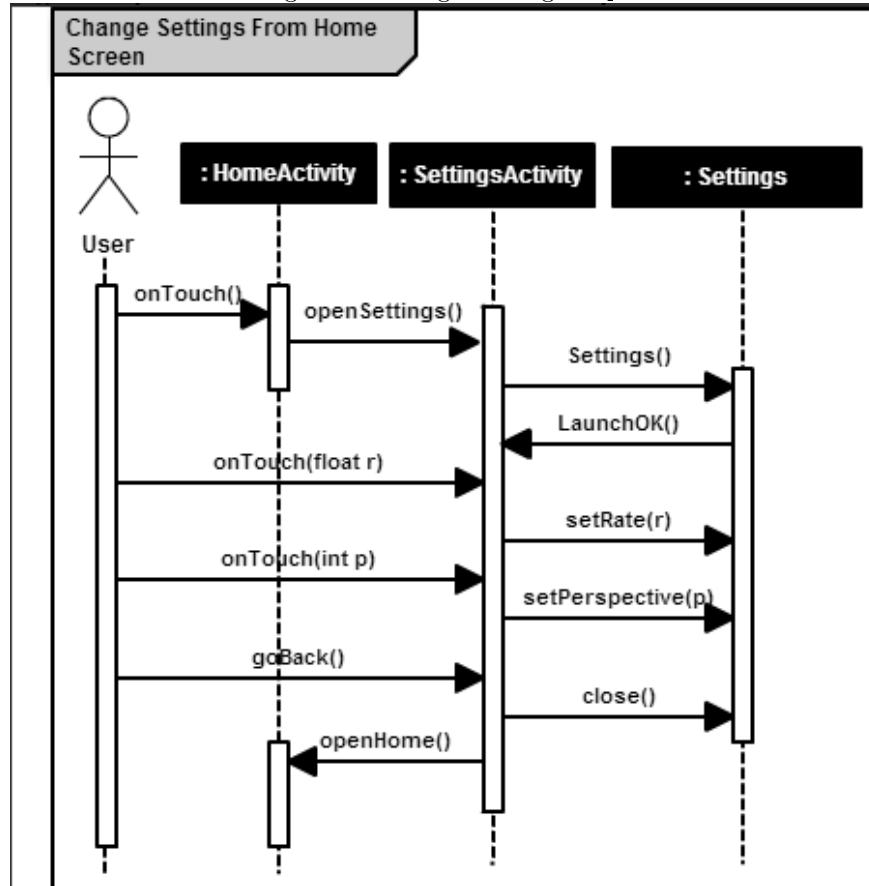 Change Settings From Home
Screen
: HomeActivity
: SettingsActivity
: Settings
User
onTouch()
openSettings()
Settings()
LaunchOK()
onTouch(float r)
setRate(r)
onTouch(int p)
setPerspective(p)
goBack()
close()
openHome()